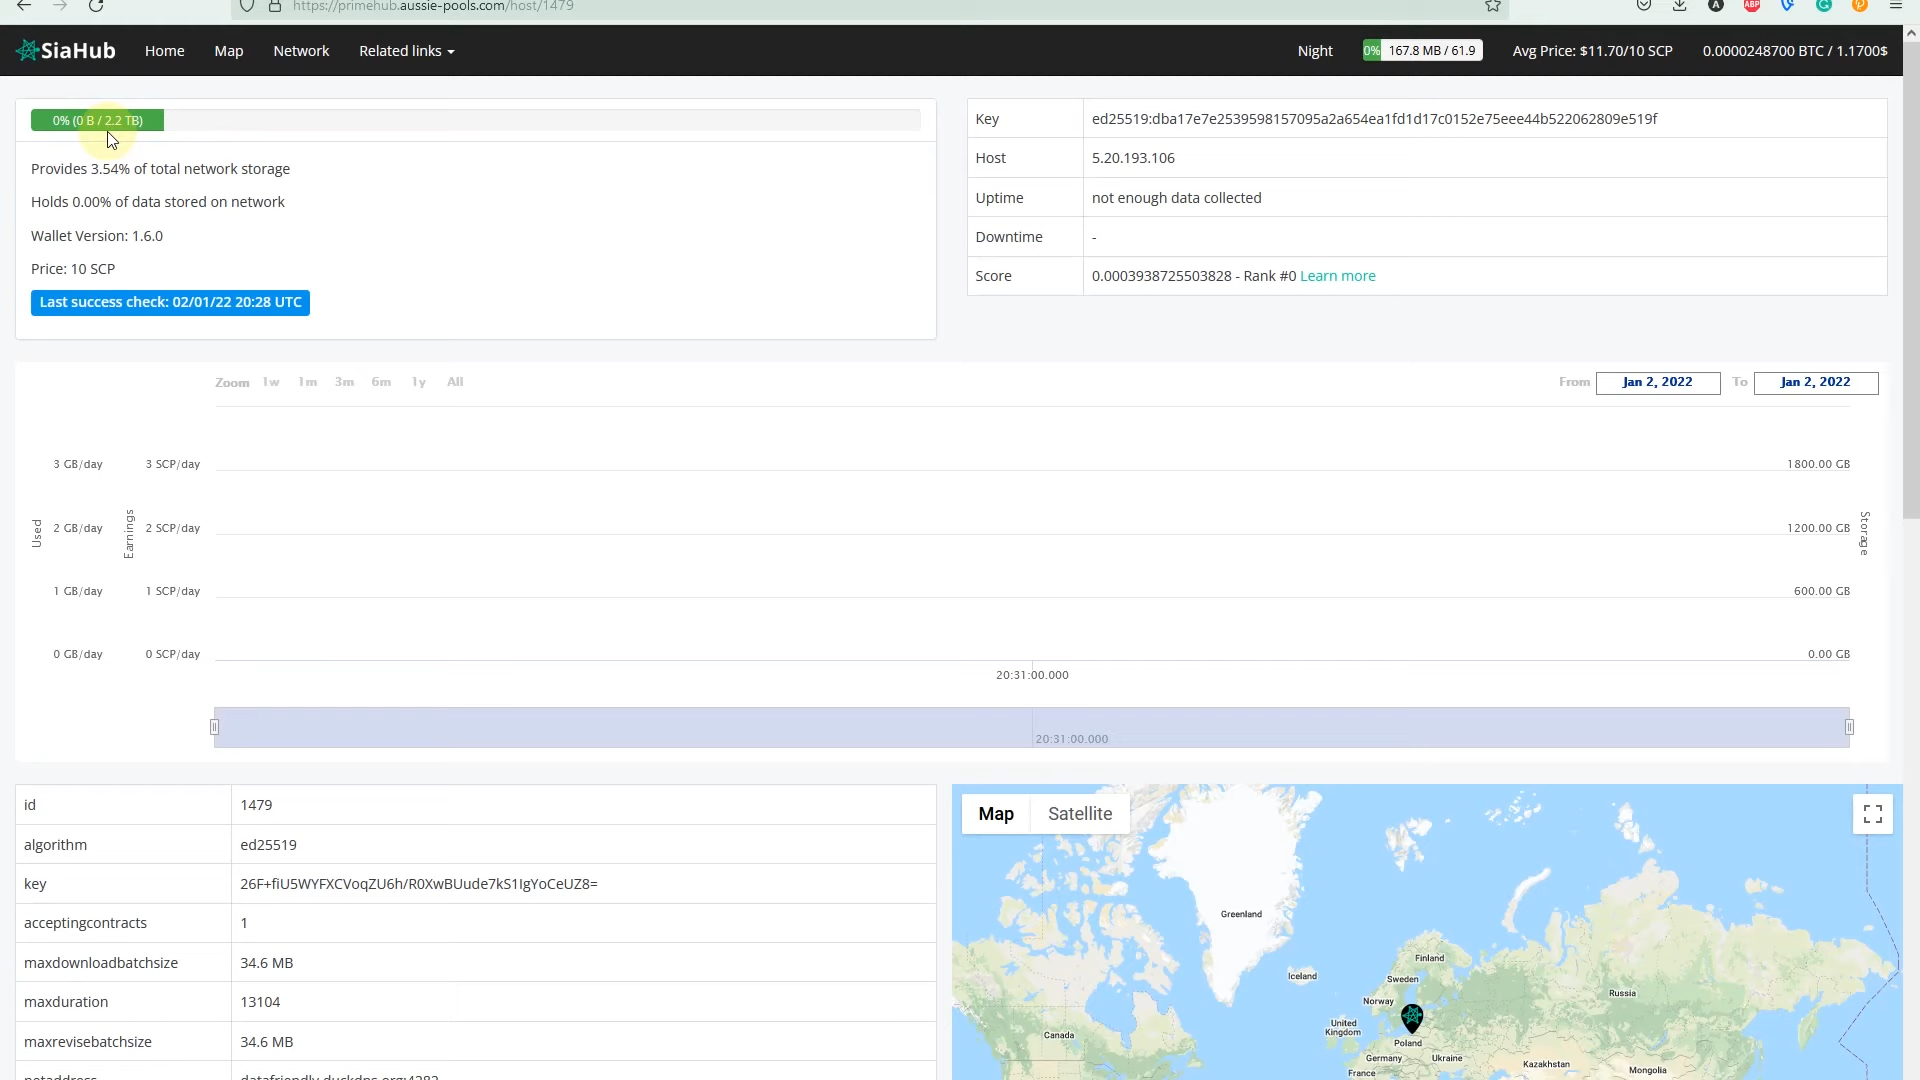 https://primehub.aussie-pools.com/host/1479
SiaHub
Home
Map
Network
Related links
Night
0% 167.8 MB / 61.9
Avg Price: $11.70/10 SCP
0.0000248700 BTC / 1.1700$
0% (0 B / 2.2 TB)
Provides 3.54% of total network storage
Holds 0.00% of data stored on network
Wallet Version: 1.6.0
Price: 10 SCP
Last success check: 02/01/22 20:28 UTC
Key ed25519:dba17e7e2539598157095a2a654ea1fd1d17c0152e75eee44b522062809e519f
Host 5.20.193.106
Uptime not enough data collected
Downtime -
Score 0.0003938725503828 - Rank #0 Learn more
Zoom 1w 1m 3m 6m 1y All
From Jan 2, 2022 To Jan 2, 2022
3 GB/day 3 SCP/day 1800.00 GB
2 GB/day 2 SCP/day 1200.00 GB
1 GB/day 1 SCP/day 600.00 GB
0 GB/day 0 SCP/day 0.00 GB
Used
Earnings
Storage
20:31:00.000
20:31:00.000
id 1479
algorithm ed25519
key 26F+fiU5WYFXCVoqZU6h/R0XwBUude7kS1IgYoCeUZ8=
acceptingcontracts 1
maxdownloadbatchsize 34.6 MB
maxduration 13104
maxrevisebatchsize 34.6 MB
netaddress datafriendly.duckdns.org:4282
Map
Satellite
Greenland
Iceland
Finland
Sweden
Norway
Russia
United
Kingdom
Poland
Germany
Ukraine
France
Canada
Kazakhstan
Mongolia
A
ABP